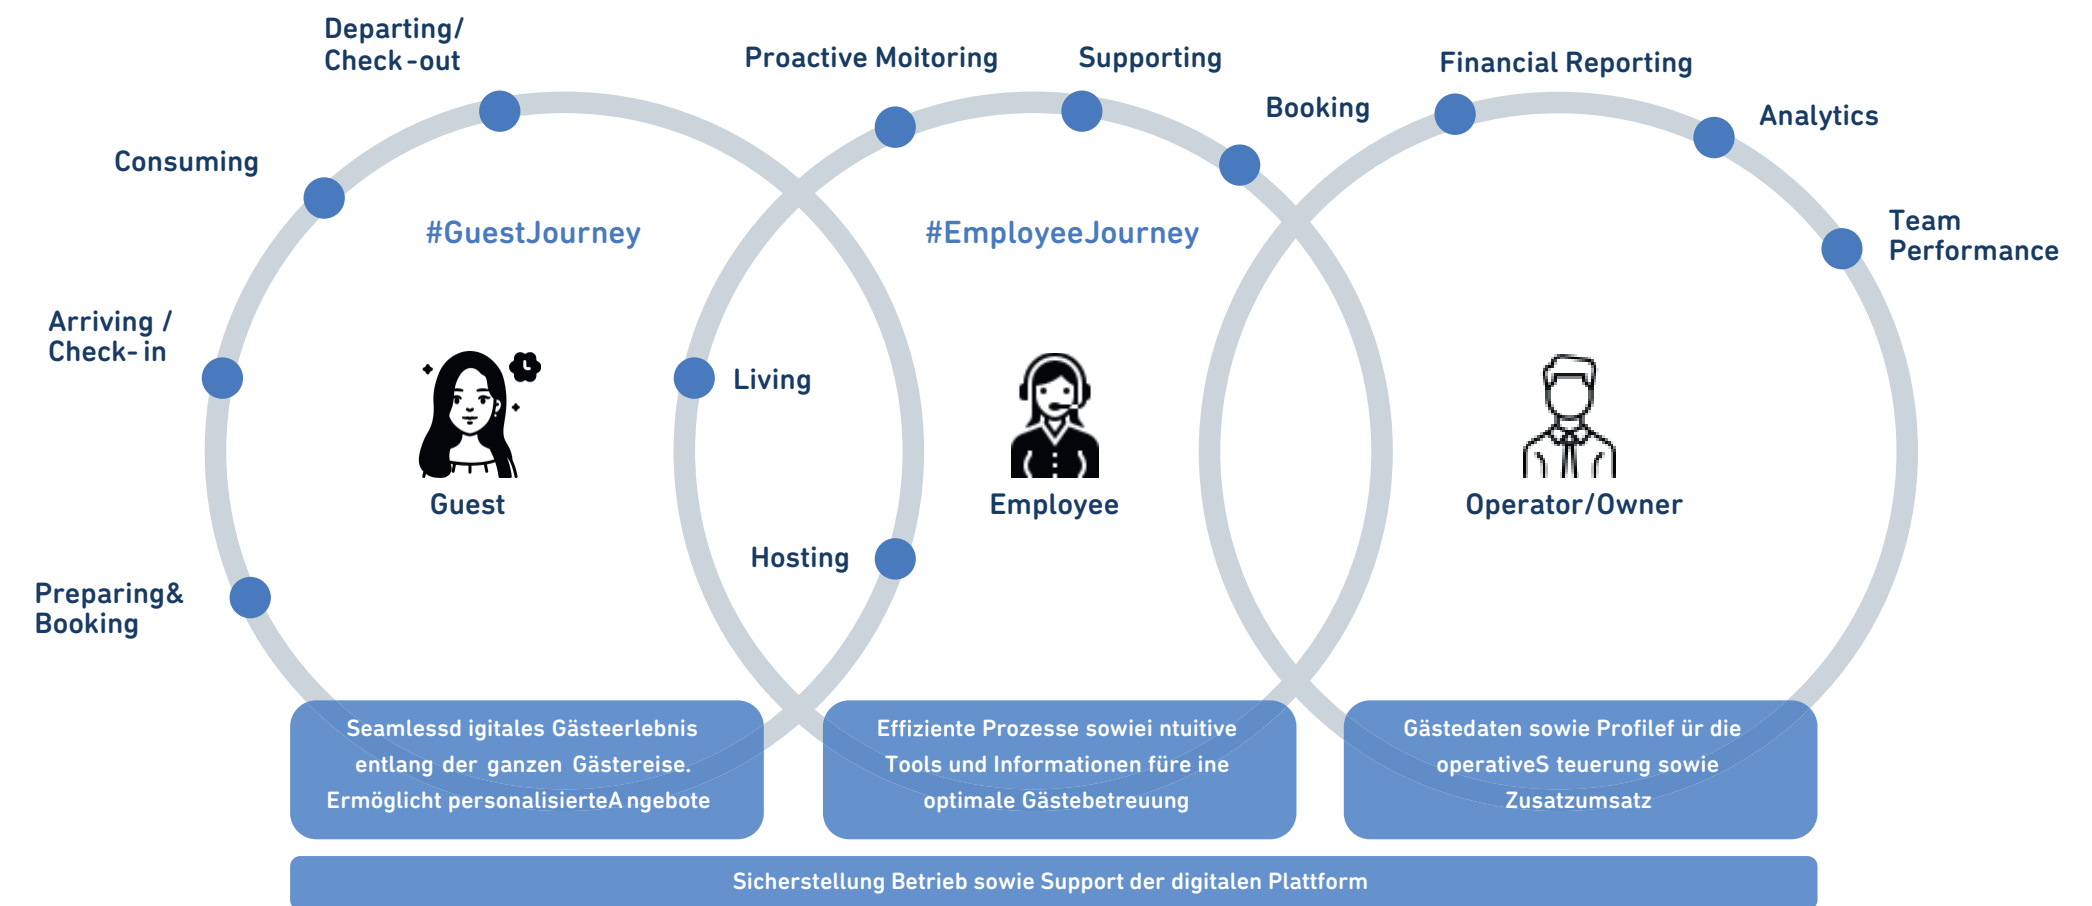 Departing/
Check-out
Proactive Moitoring
Supporting
Financial Reporting
Booking
Analytics
Consuming
#GuestJourney
#EmployeeJourney
Team
Performance
Arriving /
Check- in
Living
Guest
Employee
Operator/Owner
Hosting
Preparing&
Booking
Seamlessd igitales Gästeerlebnis
entlang der ganzen Gästereise.
Ermöglicht personalisierteA ngebote
Effiziente Prozesse sowiei ntuitive
Tools und Informationen füre ine
optimale Gästebetreuung
Gästedaten sowie Profilef ür die
operativeS teuerung sowie
Zusatzumsatz
Sicherstellung Betrieb sowie Support der digitalen Plattform